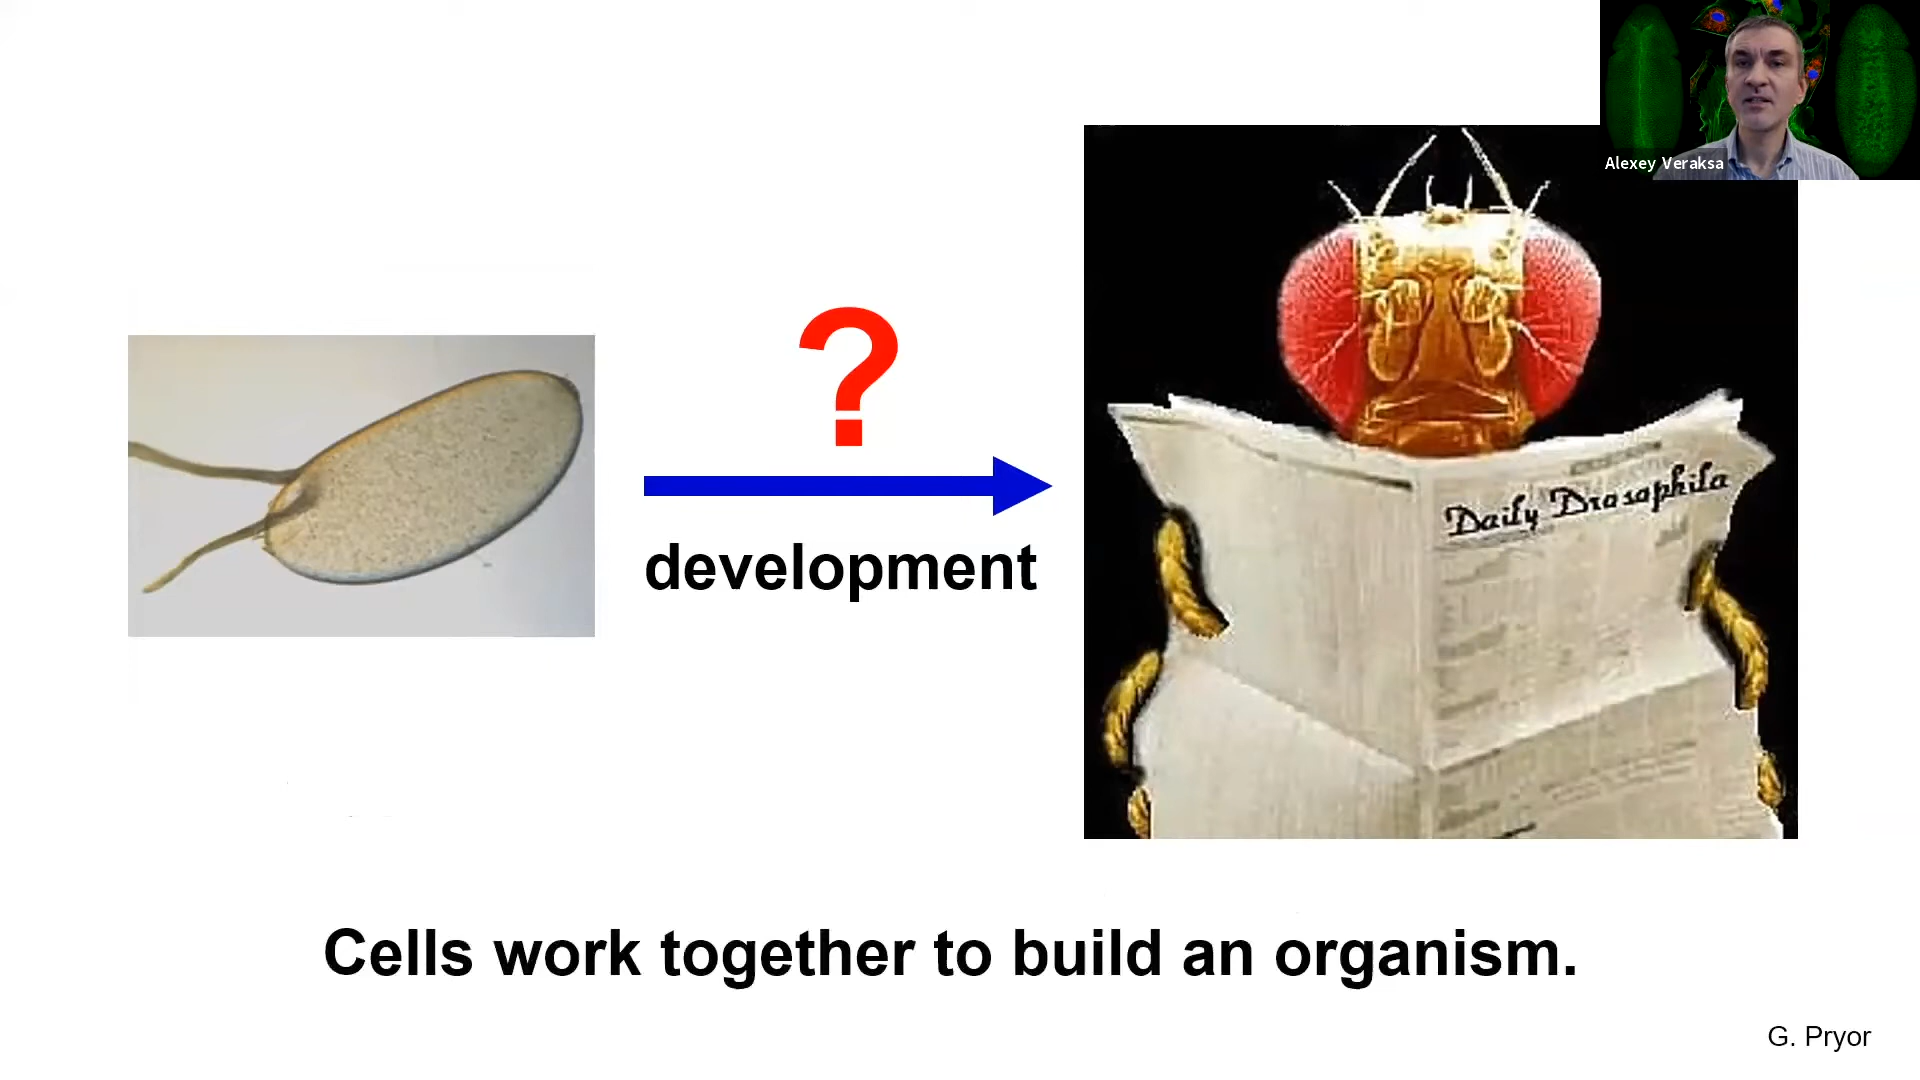 Alexey Veraksa
?
Daily Drosophila
development
Cells work together to build an organism.
G. Pryor